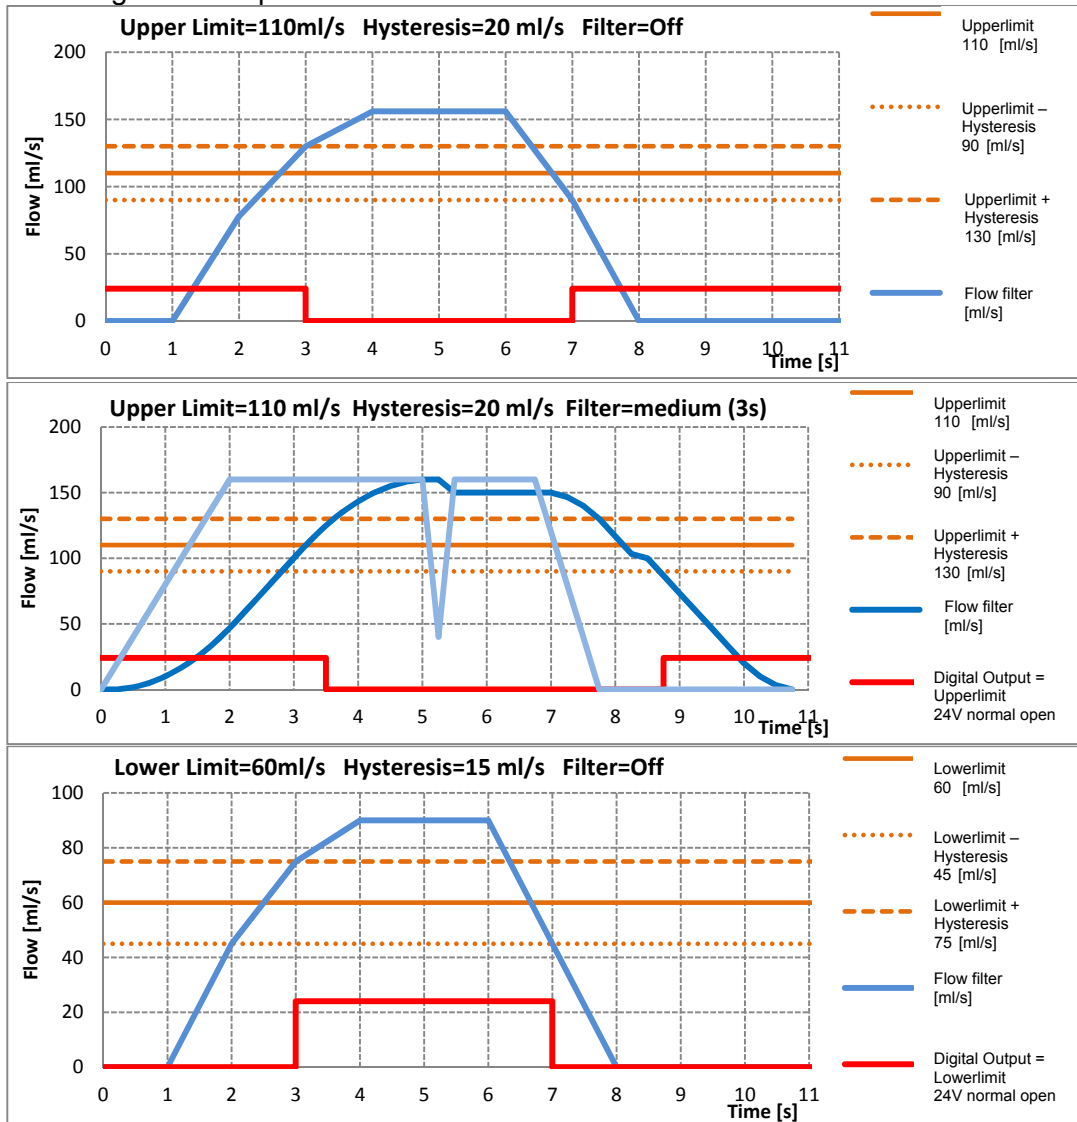 Upper Limit=110ml/s Hysteresis=20 ml/s Filter=Off
Flow [ml/s]
200
150
100
50
0
0 1 2 3 4 5 6 7 8 9 10 11
Time [s]
Upperlimit
110 [ml/s]
Upperlimit –
Hysteresis
90 [ml/s]
Upperlimit +
Hysteresis
130 [ml/s]
Flow filter
[ml/s]
Upper Limit=110 ml/s Hysteresis=20 ml/s Filter=medium (3s)
Flow [ml/s]
200
150
100
50
0
0 1 2 3 4 5 6 7 8 9 10 11
Time [s]
Upperlimit
110 [ml/s]
Upperlimit –
Hysteresis
90 [ml/s]
Upperlimit +
Hysteresis
130 [ml/s]
Flow filter
[ml/s]
Digital Output =
Upperlimit
24V normal open
Lower Limit=60ml/s Hysteresis=15 ml/s Filter=Off
Flow [ml/s]
100
80
60
40
20
0
0 1 2 3 4 5 6 7 8 9 10 11
Time [s]
Lowerlimit
60 [ml/s]
Lowerlimit –
Hysteresis
45 [ml/s]
Lowerlimit +
Hysteresis
75 [ml/s]
Flow filter
[ml/s]
Digital Output =
Lowerlimit
24V normal open